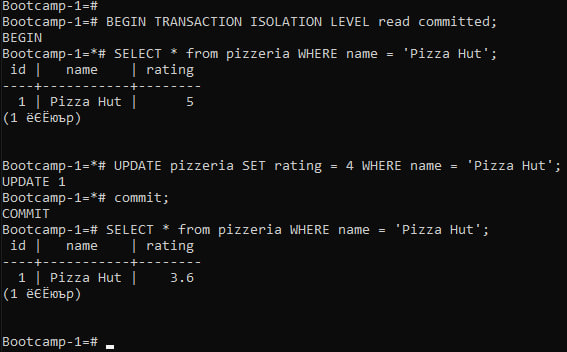 Bootcamp-1=#
Bootcamp-1=# BEGIN TRANSACTION ISOLATION LEVEL read committed;
BEGIN
Bootcamp-1=*# SELECT * from pizzeria WHERE name = 'Pizza Hut';
 id |   name    | rating
----+-----------+--------
  1 | Pizza Hut |      5
(1 ёЄЁюър)
Bootcamp-1=*# UPDATE pizzeria SET rating = 4 WHERE name = 'Pizza Hut';
UPDATE 1
Bootcamp-1=*# commit;
COMMIT
Bootcamp-1=# SELECT * from pizzeria WHERE name = 'Pizza Hut';
 id |   name    | rating
----+-----------+--------
  1 | Pizza Hut |    3.6
(1 ёЄЁюър)
Bootcamp-1=#